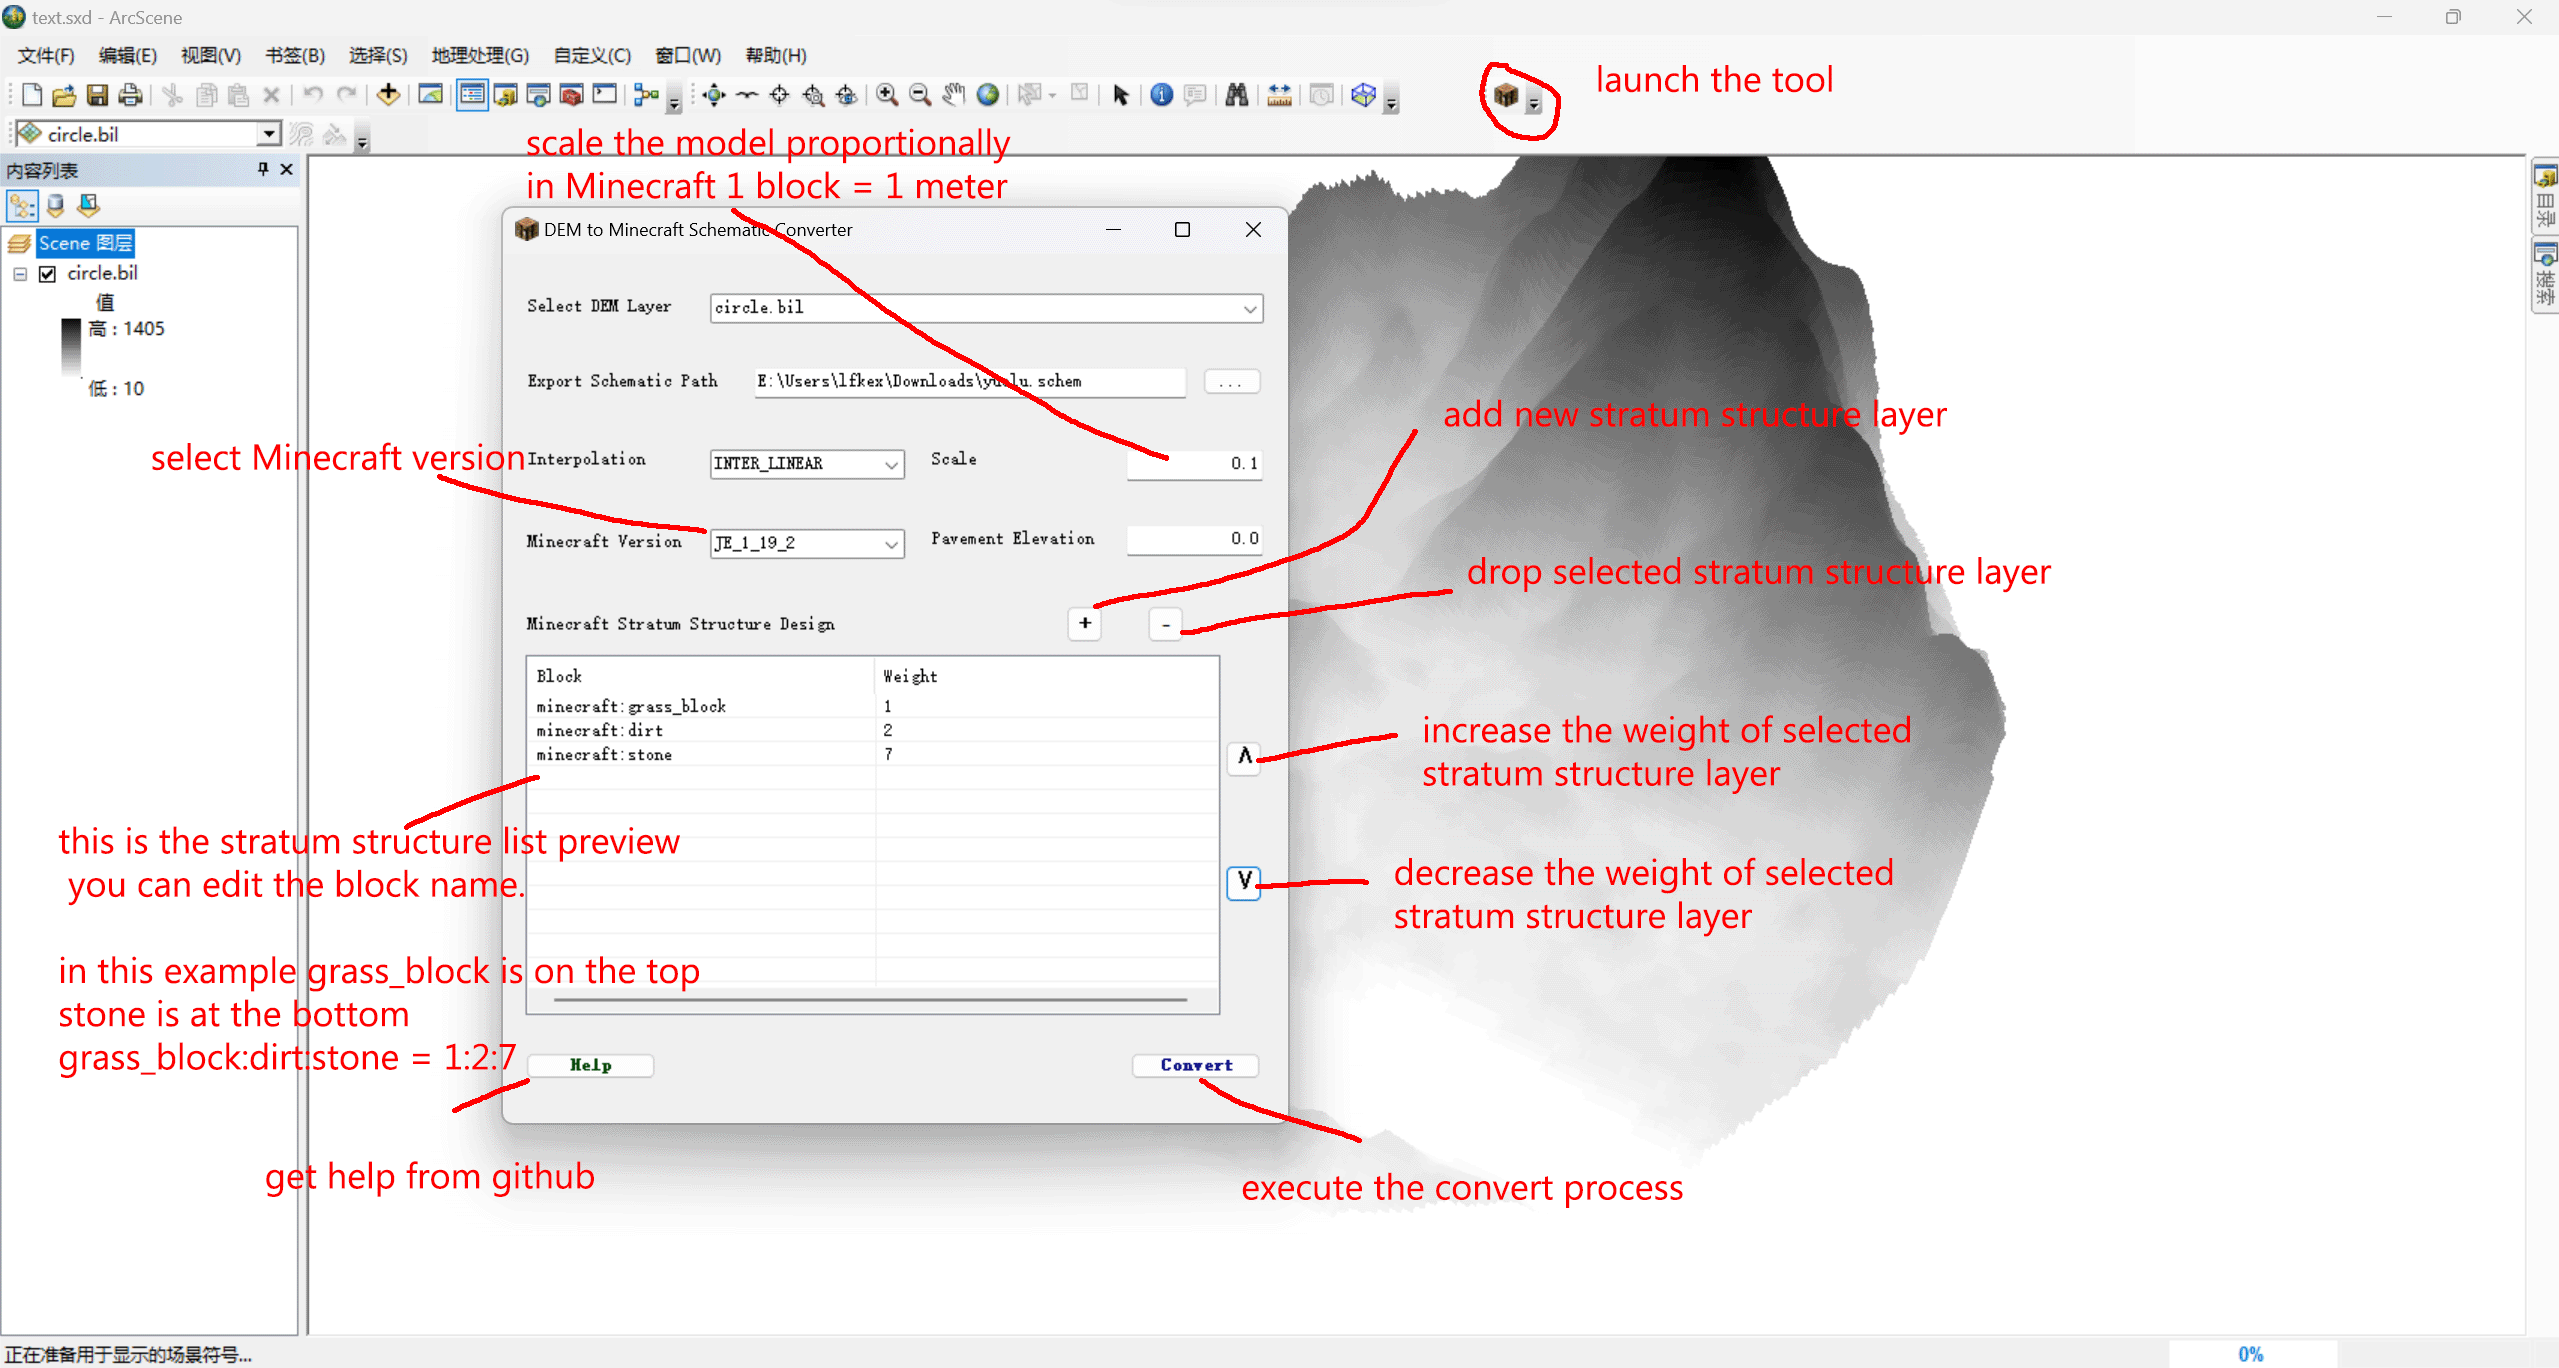 text.sxd - ArcScene
文件(F) 编辑(E) 视图(V) 书签(B) 选择(S) 地理处理(G) 自定义(C) 窗口(W) 帮助(H)
launch the tool
circle.bil
scale the model proportionally
in Minecraft 1 block = 1 meter
内容列表
目录
搜索
Scene 图层
circle.bil
值
高 : 1405
低 : 10
DEM to Minecraft Schematic Converter
Select DEM Layer circle.bil
Export Schematic Path ...
add new stratum structure layer
select Minecraft version
Interpolation INTER_LINEAR Scale 0.1
Minecraft Version JE_1_19_2 Pavement Elevation 0.0
drop selected stratum structure layer
Minecraft Stratum Structure Design + -
Block Weight
minecraft:grass_block 1
minecraft:dirt 2
minecraft:stone 7
Λ
increase the weight of selected
stratum structure layer
this is the stratum structure list preview
you can edit the block name.
V
decrease the weight of selected
stratum structure layer
in this example grass_block is on the top
stone is at the bottom
grass_block:dirt:stone = 1:2:7
Help Convert
get help from github
execute the convert process
正在准备用于显示的场景符号...
0%